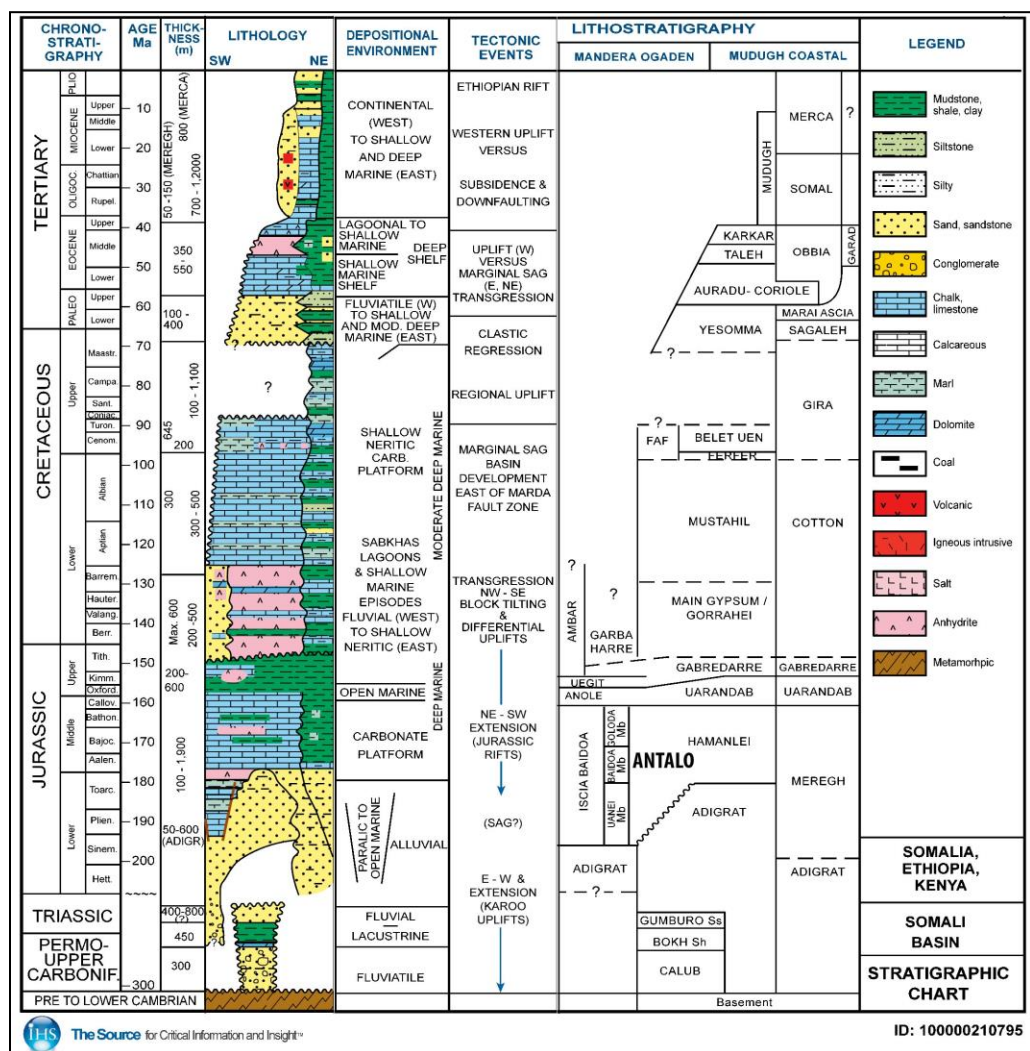 CHRONO-
STRATI-
GRAPHY
AGE
Ma
THICK-
NESS
(m)
LITHOLOGY
SW
NE
DEPOSITIONAL
ENVIRONMENT
TECTONIC
EVENTS
LITHOSTRATIGRAPHY
MANDERA OGADEN
MUDUGH COASTAL
LEGEND
TERTIARY
PLIO
MIOCENE
Upper
Middle
Lower
OLIGOC.
Chattian
Rupel.
EOCENE
Upper
Middle
Lower
PALEO
Upper
Lower
CRETACEOUS
Upper
Maastr.
Campa.
Sant.
Coniac.
Turon.
Cenom.
Lower
Albian
Aptian
Barrem.
Hauter.
Valang.
Berr.
JURASSIC
Upper
Tith.
Kimm.
Oxford.
Middle
Callov.
Bathon.
Bajoc.
Aalen.
Lower
Toarc.
Plien.
Sinem.
Hett.
TRIASSIC
PERMO-
UPPER
CARBONIF.
PRE TO LOWER CAMBRIAN
10
20
30
40
50
60
70
80
90
100
110
120
130
140
150
160
170
180
190
200
~~~~
300
50 -150 (MEREGH)
800 (MERCA)
700 - 1,2000
350
550
100 -
400
100 - 1,100
645
200
300
300 - 500
Max. 600
200 -500
200-
600
100 - 1,900
50-600
(ADIGR)
400-800
(?)
450
300
?
?
?
CONTINENTAL
(WEST)
TO SHALLOW
AND DEEP
MARINE (EAST)
LAGOONAL TO
SHALLOW
MARINE
DEEP
SHELF
SHALLOW
MARINE
SHELF
FLUVIATILE (W)
TO SHALLOW
AND MOD. DEEP
MARINE (EAST)
SHALLOW
NERITIC
CARB.
PLATFORM
MODERATE DEEP MARINE
SABKHAS
LAGOONS
& SHALLOW
MARINE
EPISODES
FLUVIAL (WEST)
TO SHALLOW
NERITIC (EAST)
OPEN MARINE
DEEP MARINE
CARBONATE
PLATFORM
PARALIC TO
OPEN MARINE
ALLUVIAL
FLUVIAL
LACUSTRINE
FLUVIATILE
ETHIOPIAN RIFT
WESTERN UPLIFT
VERSUS
SUBSIDENCE &
DOWNFAULTING
UPLIFT (W)
VERSUS
MARGINAL SAG
(E, NE)
TRANSGRESSION
CLASTIC
REGRESSION
REGIONAL UPLIFT
MARGINAL SAG
BASIN
DEVELOPMENT
EAST OF MARDA
FAULT ZONE
TRANSGRESSION
NW - SE
BLOCK TILTING
&
DIFFERENTIAL
UPLIFTS
NE - SW
EXTENSION
(JURASSIC
RIFTS)
(SAG?)
E - W &
EXTENSION
(KAROO
UPLIFTS)
MUDUGH
MERCA
?
SOMAL
KARKAR
TALEH
OBBIA
GARAD
AURADU- CORIOLE
MARAI ASCIA
YESOMMA
SAGALEH
?
GIRA
?
FAF
BELET UEN
FERFER
MUSTAHIL
COTTON
?
?
AMBAR
GARBA
HARRE
MAIN GYPSUM /
GORRAHEI
GABREDARRE
GABREDARRE
UEGIT
ANOLE
UARANDAB
UARANDAB
ISCIA BAIDOA
GOLODA
Mb
BAIDOA
Mb
UANEI
Mb
HAMANLEI
ANTALO
MEREGH
ADIGRAT
ADIGRAT
ADIGRAT
?
GUMBURO Ss
BOKH Sh
CALUB
Basement
Mudstone,
shale, clay
Siltstone
Silty
Sand, sandstone
Conglomerate
Chalk,
limestone
Calcareous
Marl
Dolomite
Coal
Volcanic
Igneous intrusive
Salt
Anhydrite
Metamorhpic
SOMALIA,
ETHIOPIA,
KENYA
SOMALI
BASIN
STRATIGRAPHIC
CHART
IHS
The Source for Critical Information and Insight™
ID: 100000210795